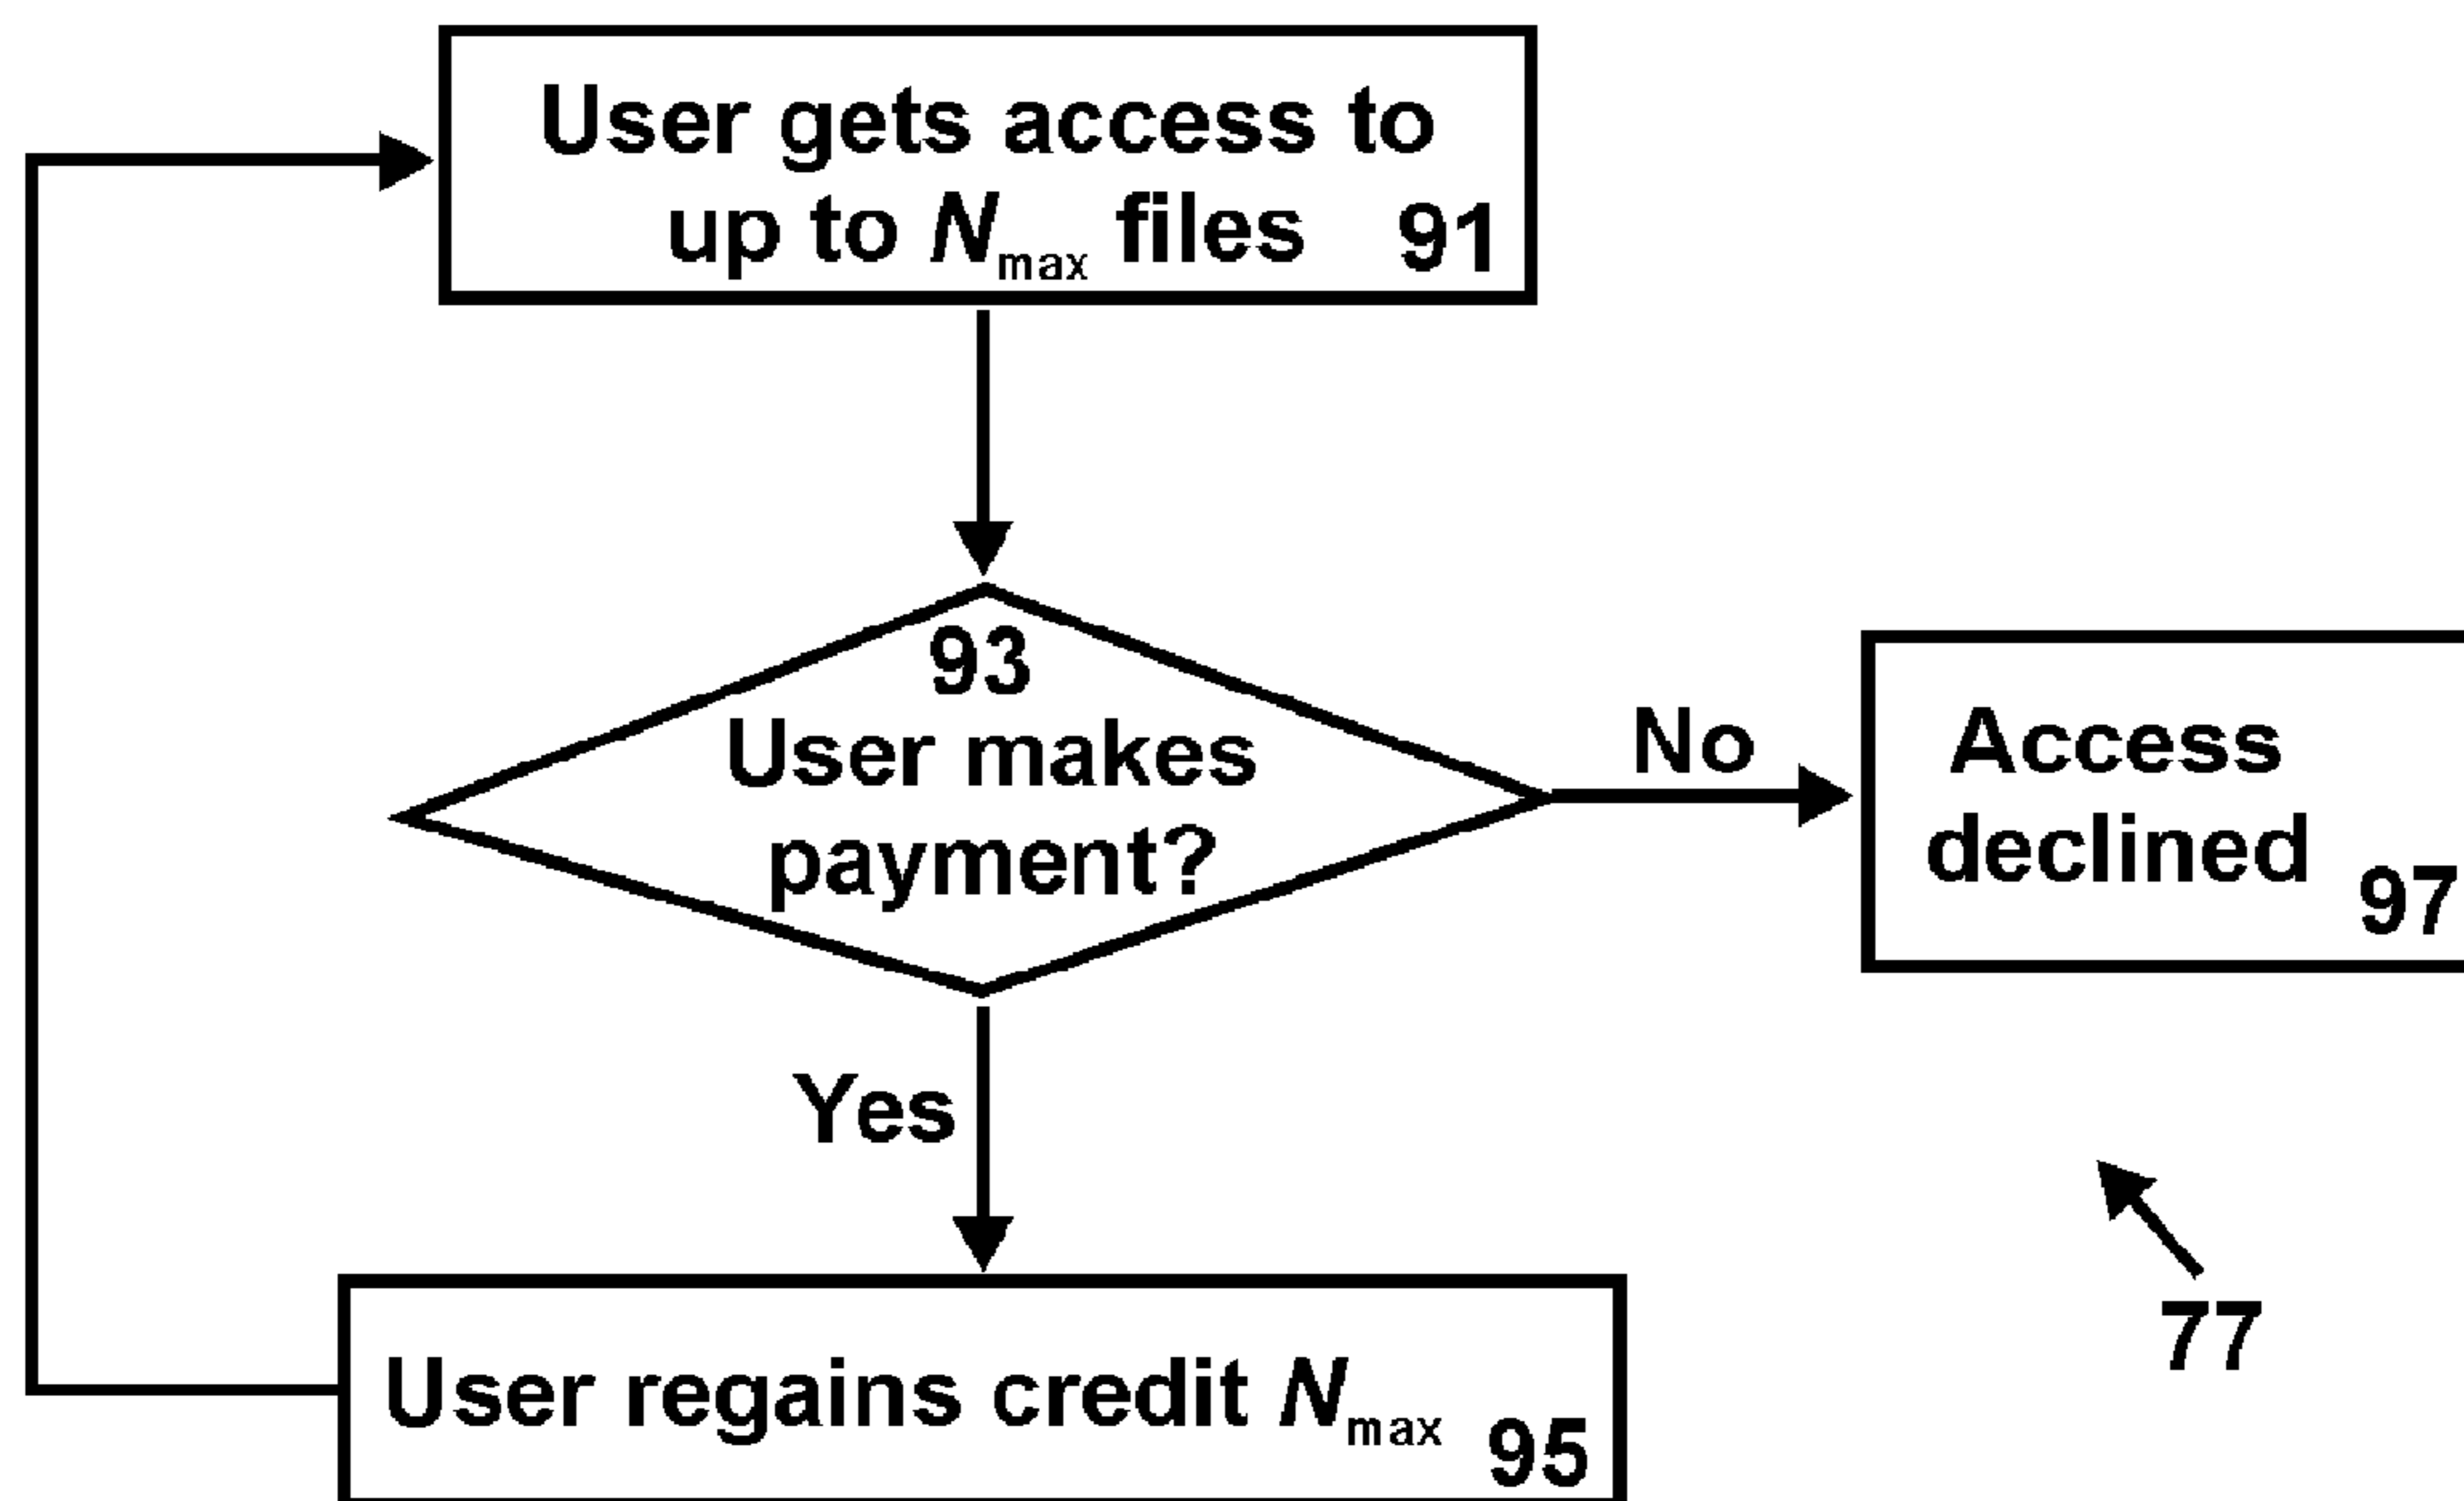 User gets access to
up to Nmax files 91
93
User makes
payment?
No
Access
declined 97
Yes
77
User regains credit Nmax 95